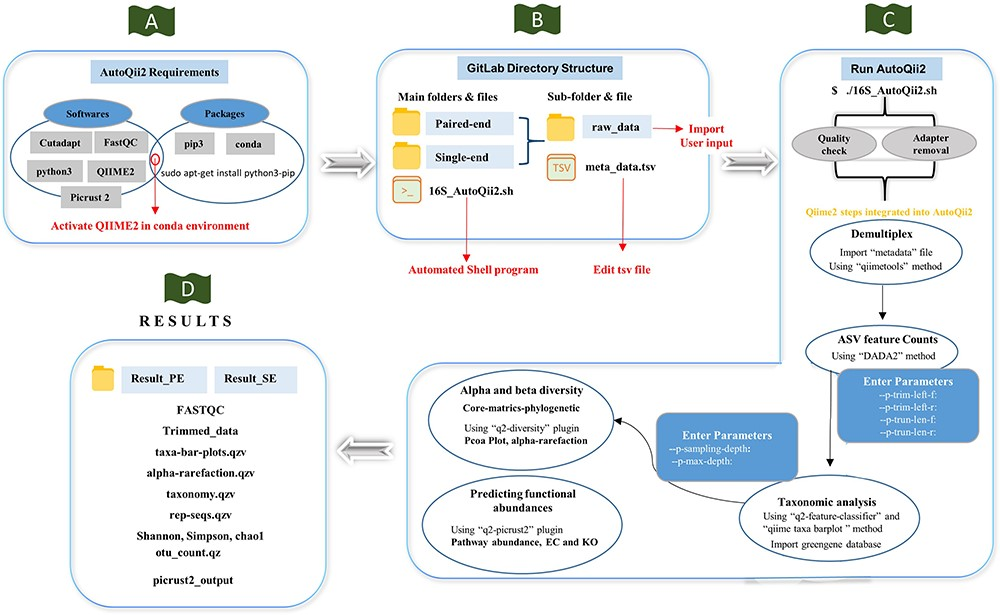 A
AutoQii2 Requirements
Softwares
Packages
Cutadapt
FastQC
pip3
conda
python3
QIIME2
sudo apt-get install python3-pip
Picrust 2
Activate QIIME2 in conda environment
B
GitLab Directory Structure
Main folders & files
Sub-folder & file
Paired-end
raw_data
Import
User input
Single-end
TSV
meta_data.tsv
>_
16S_AutoQii2.sh
Automated Shell program
Edit tsv file
C
Run AutoQii2
$ ./16S_AutoQii2.sh
Quality
check
Adapter
removal
Qiime2 steps integrated into AutoQii2
Demultiplex
Import “metadata” file
Using “qiimetools” method
ASV feature Counts
Using “DADA2” method
Enter Parameters
--p-trim-left-f:
--p-trim-left-r:
--p-trun-len-f:
--p-trun-len-r:
Taxonomic analysis
Using “q2-feature-classifier” and
“qiime taxa barplot ” method
Import greengene database
Enter Parameters
--p-sampling-depth:
--p-max-depth:
Alpha and beta diversity
Core-matrics-phylogenetic
Using “q2-diversity” plugin
Pcoa Plot, alpha-rarefaction
Predicting functional
abundances
Using “q2-picrust2” plugin
Pathway abundance, EC and KO
D
RESULTS
Result_PE
Result_SE
FASTQC
Trimmed_data
taxa-bar-plots.qzv
alpha-rarefaction.qzv
taxonomy.qzv
rep-seqs.qzv
Shannon, Simpson, chao1
otu_count.qz
picrust2_output